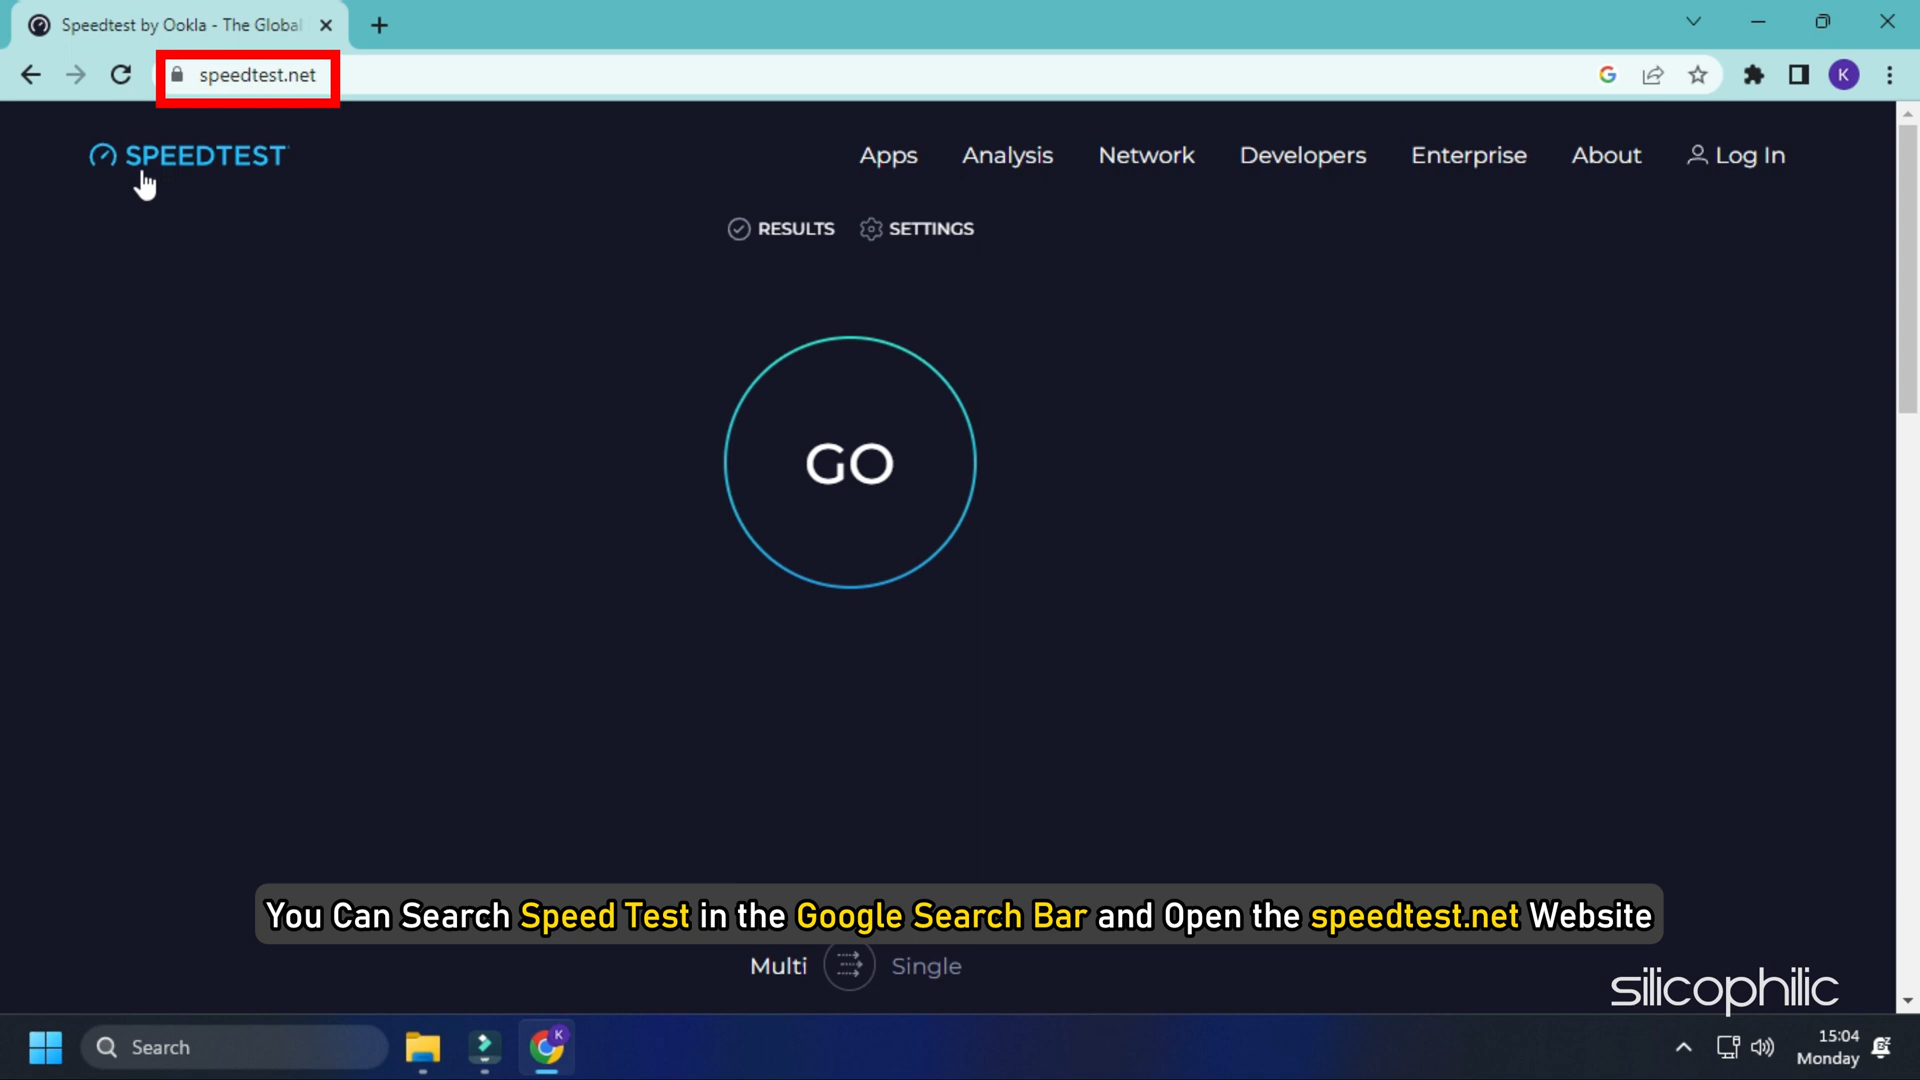 Speedtest by Ookla - The Global
speedtest.net
K
SPEEDTEST
Apps Analysis Network Developers Enterprise About Log In
RESULTS SETTINGS
GO
You Can Search Speed Test in the Google Search Bar and Open the speedtest.net Website
Multi Single
silicophilic
Search
K
15:04
Monday